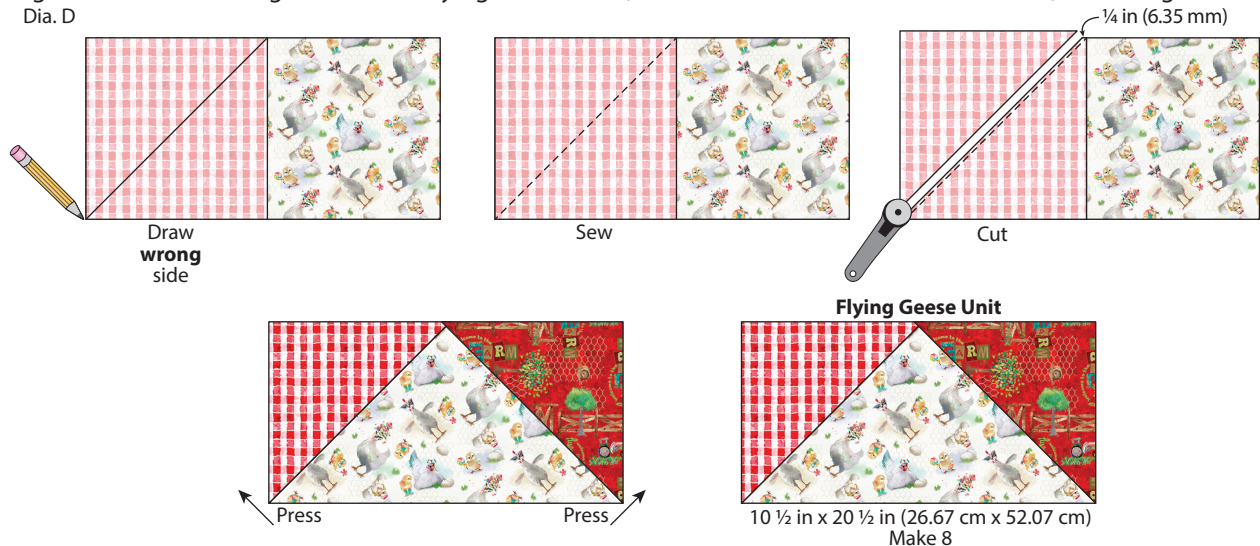 Dia. D
¼ in (6.35 mm)
Draw
wrong
side
Sew
Cut
Press
Press
Flying Geese Unit
10 ½ in x 20 ½ in (26.67 cm x 52.07 cm)
Make 8